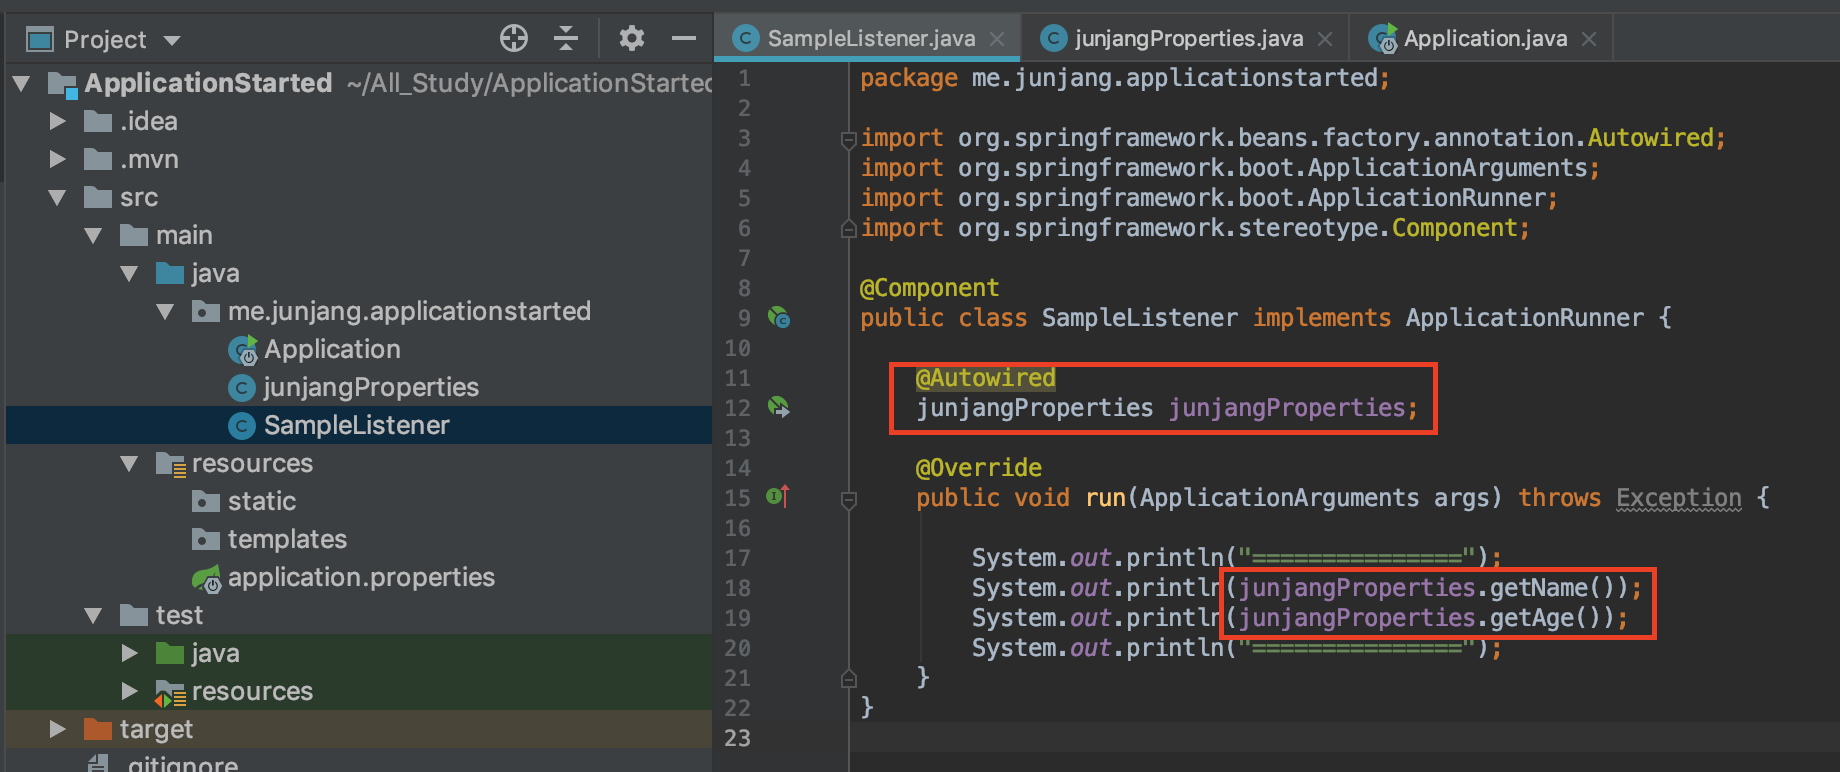 Project
ApplicationStarted ~/All_Study/ApplicationStarted
.idea
.mvn
src
main
java
me.junjang.applicationstarted
Application
junjangProperties
SampleListener
resources
static
templates
application.properties
test
java
resources
target
.gitignore
SampleListener.java
junjangProperties.java
Application.java
1 package me.junjang.applicationstarted;
2
3 import org.springframework.beans.factory.annotation.Autowired;
4 import org.springframework.boot.ApplicationArguments;
5 import org.springframework.boot.ApplicationRunner;
6 import org.springframework.stereotype.Component;
7
8 @Component
9 public class SampleListener implements ApplicationRunner {
10
11 @Autowired
12 junjangProperties junjangProperties;
13
14 @Override
15 public void run(ApplicationArguments args) throws Exception {
16
17 System.out.println("===============");
18 System.out.println(junjangProperties.getName());
19 System.out.println(junjangProperties.getAge());
20 System.out.println("===============");
21 }
22 }
23